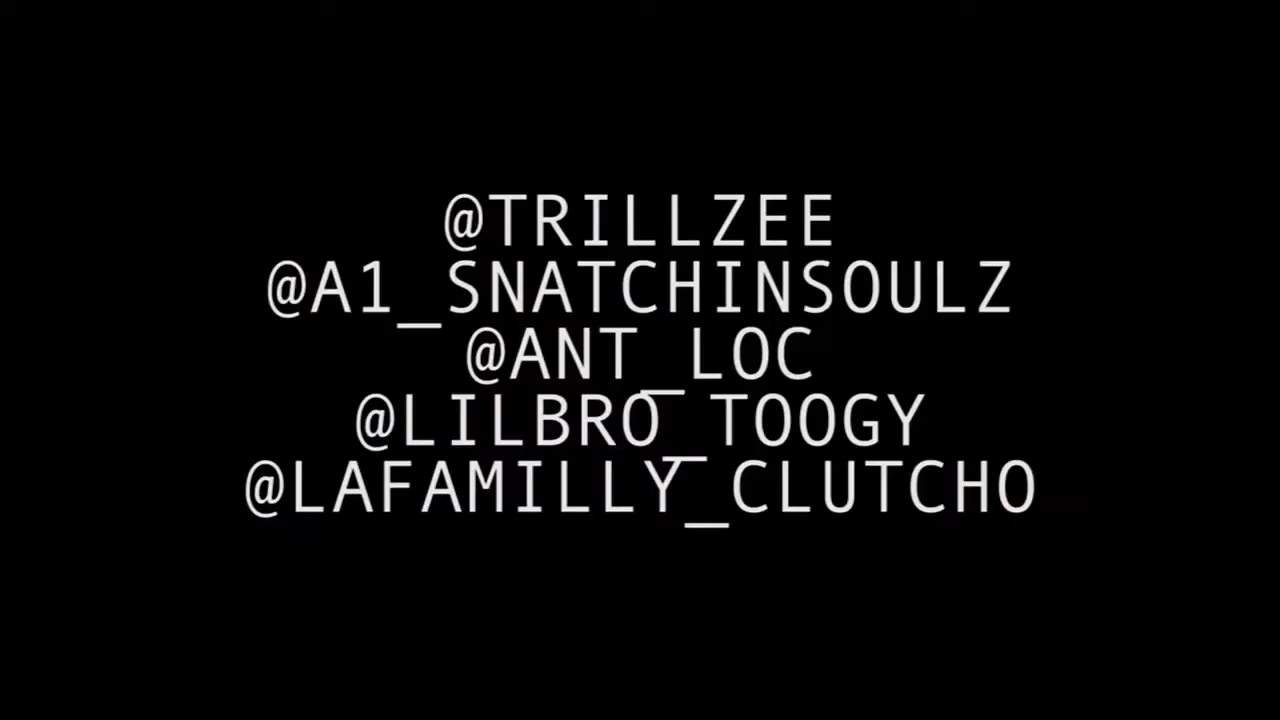 @TRILLZEE
@A1_SNATCHINSOULZ
@ANT_LOC
@LILBRO_TOOGY
@LAFAMILLY_CLUTCHO